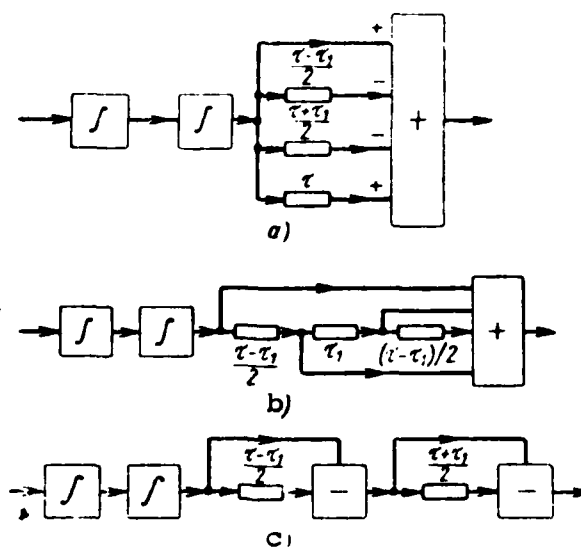 +
τ-τ₁
2
∫ ∫ − +
τ+τ₁
2
−
τ
+
a)
∫ ∫ +
τ-τ₁
2
τ₁ (τ-τ₁)/2
b)
τ-τ₁
2
τ+τ₁
2
∫ ∫ − −
c)